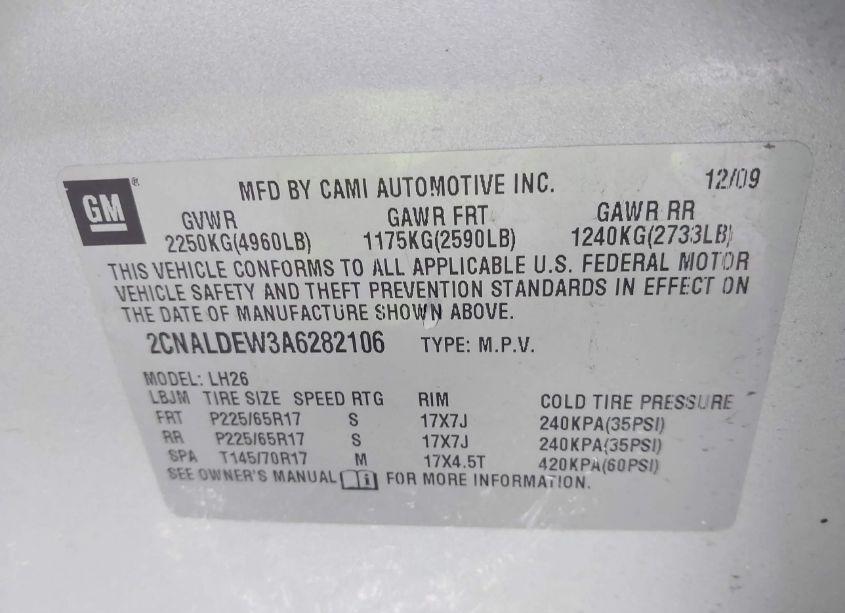 GM®
MFD BY CAMI AUTOMOTIVE INC. 12/09
GVWR GAWR FRT GAWR RR
2250KG(4960LB) 1175KG(2590LB) 1240KG(2733LB)
THIS VEHICLE CONFORMS TO ALL APPLICABLE U.S. FEDERAL MOTOR
VEHICLE SAFETY AND THEFT PREVENTION STANDARDS IN EFFECT ON
THE DATE OF MANUFACTURE SHOWN ABOVE.
2CNALDEW3A6282106 TYPE: M.P.V.
MODEL: LH26
LBJM TIRE SIZE SPEED RTG RIM COLD TIRE PRESSURE
FRT P225/65R17 S 17X7J 240KPA(35PSI)
RR P225/65R17 S 17X7J 240KPA(35PSI)
SPA T145/70R17 M 17X4.5T 420KPA(60PSI)
SEE OWNER'S MANUAL i FOR MORE INFORMATION.